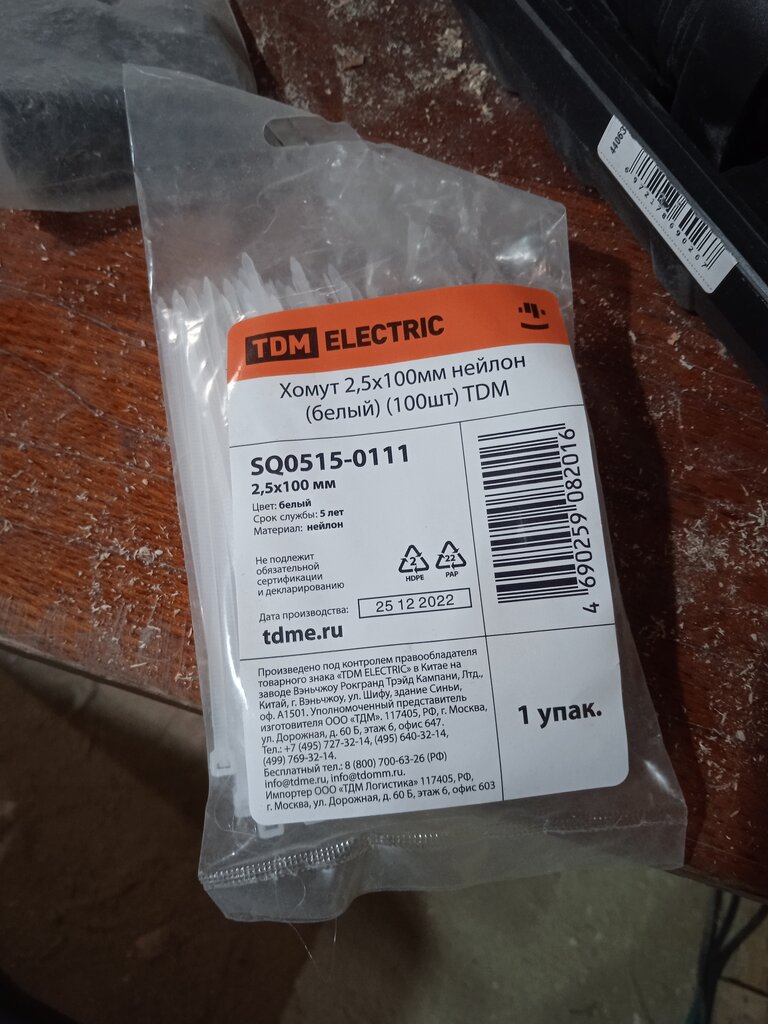 44063
6972178690267
TDM ELECTRIC
Хомут 2,5х100мм нейлон
(белый) (100шт) TDM
SQ0515-0111
2,5х100 мм
Цвет: белый
Срок службы: 5 лет
Материал: нейлон
Не подлежит
обязательной
сертификации
и декларированию
2
HDPE
22
PAP
Дата производства:
25 12 2022
tdme.ru
4 690259 082016
Произведено под контролем правообладателя
товарного знака «TDM ELECTRIC» в Китае на
заводе Вэньчжоу Рокгранд Трэйд Кампани, Лтд.,
Китай, г. Вэньчжоу, ул. Шифу, здание Синьи,
оф. А1501. Уполномоченный представитель
изготовителя ООО «ТДМ». 117405, РФ, г. Москва,
ул. Дорожная, д. 60 Б, этаж 6, офис 647.
Тел.: +7 (495) 727-32-14, (495) 640-32-14,
(499) 769-32-14.
Бесплатный тел.: 8 (800) 700-63-26 (РФ)
info@tdme.ru, info@tdomm.ru.
Импортер ООО «ТДМ Логистика» 117405, РФ,
г. Москва, ул. Дорожная, д. 60 Б, этаж 6, офис 603
1 упак.